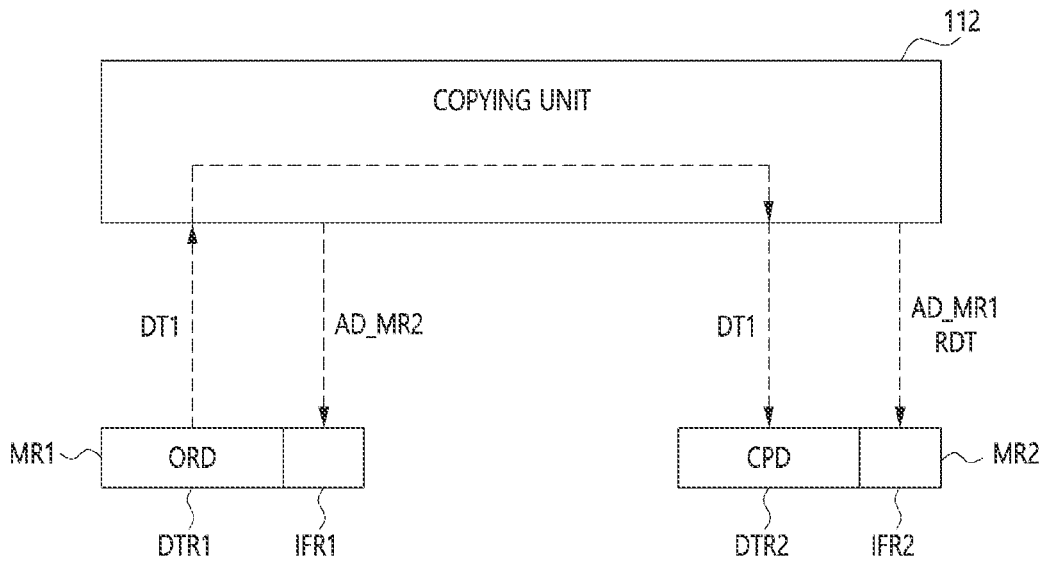 112
COPYING UNIT
DT1
AD_MR2
DT1
AD_MR1
RDT
MR1
ORD
CPD
MR2
DTR1
IFR1
DTR2
IFR2